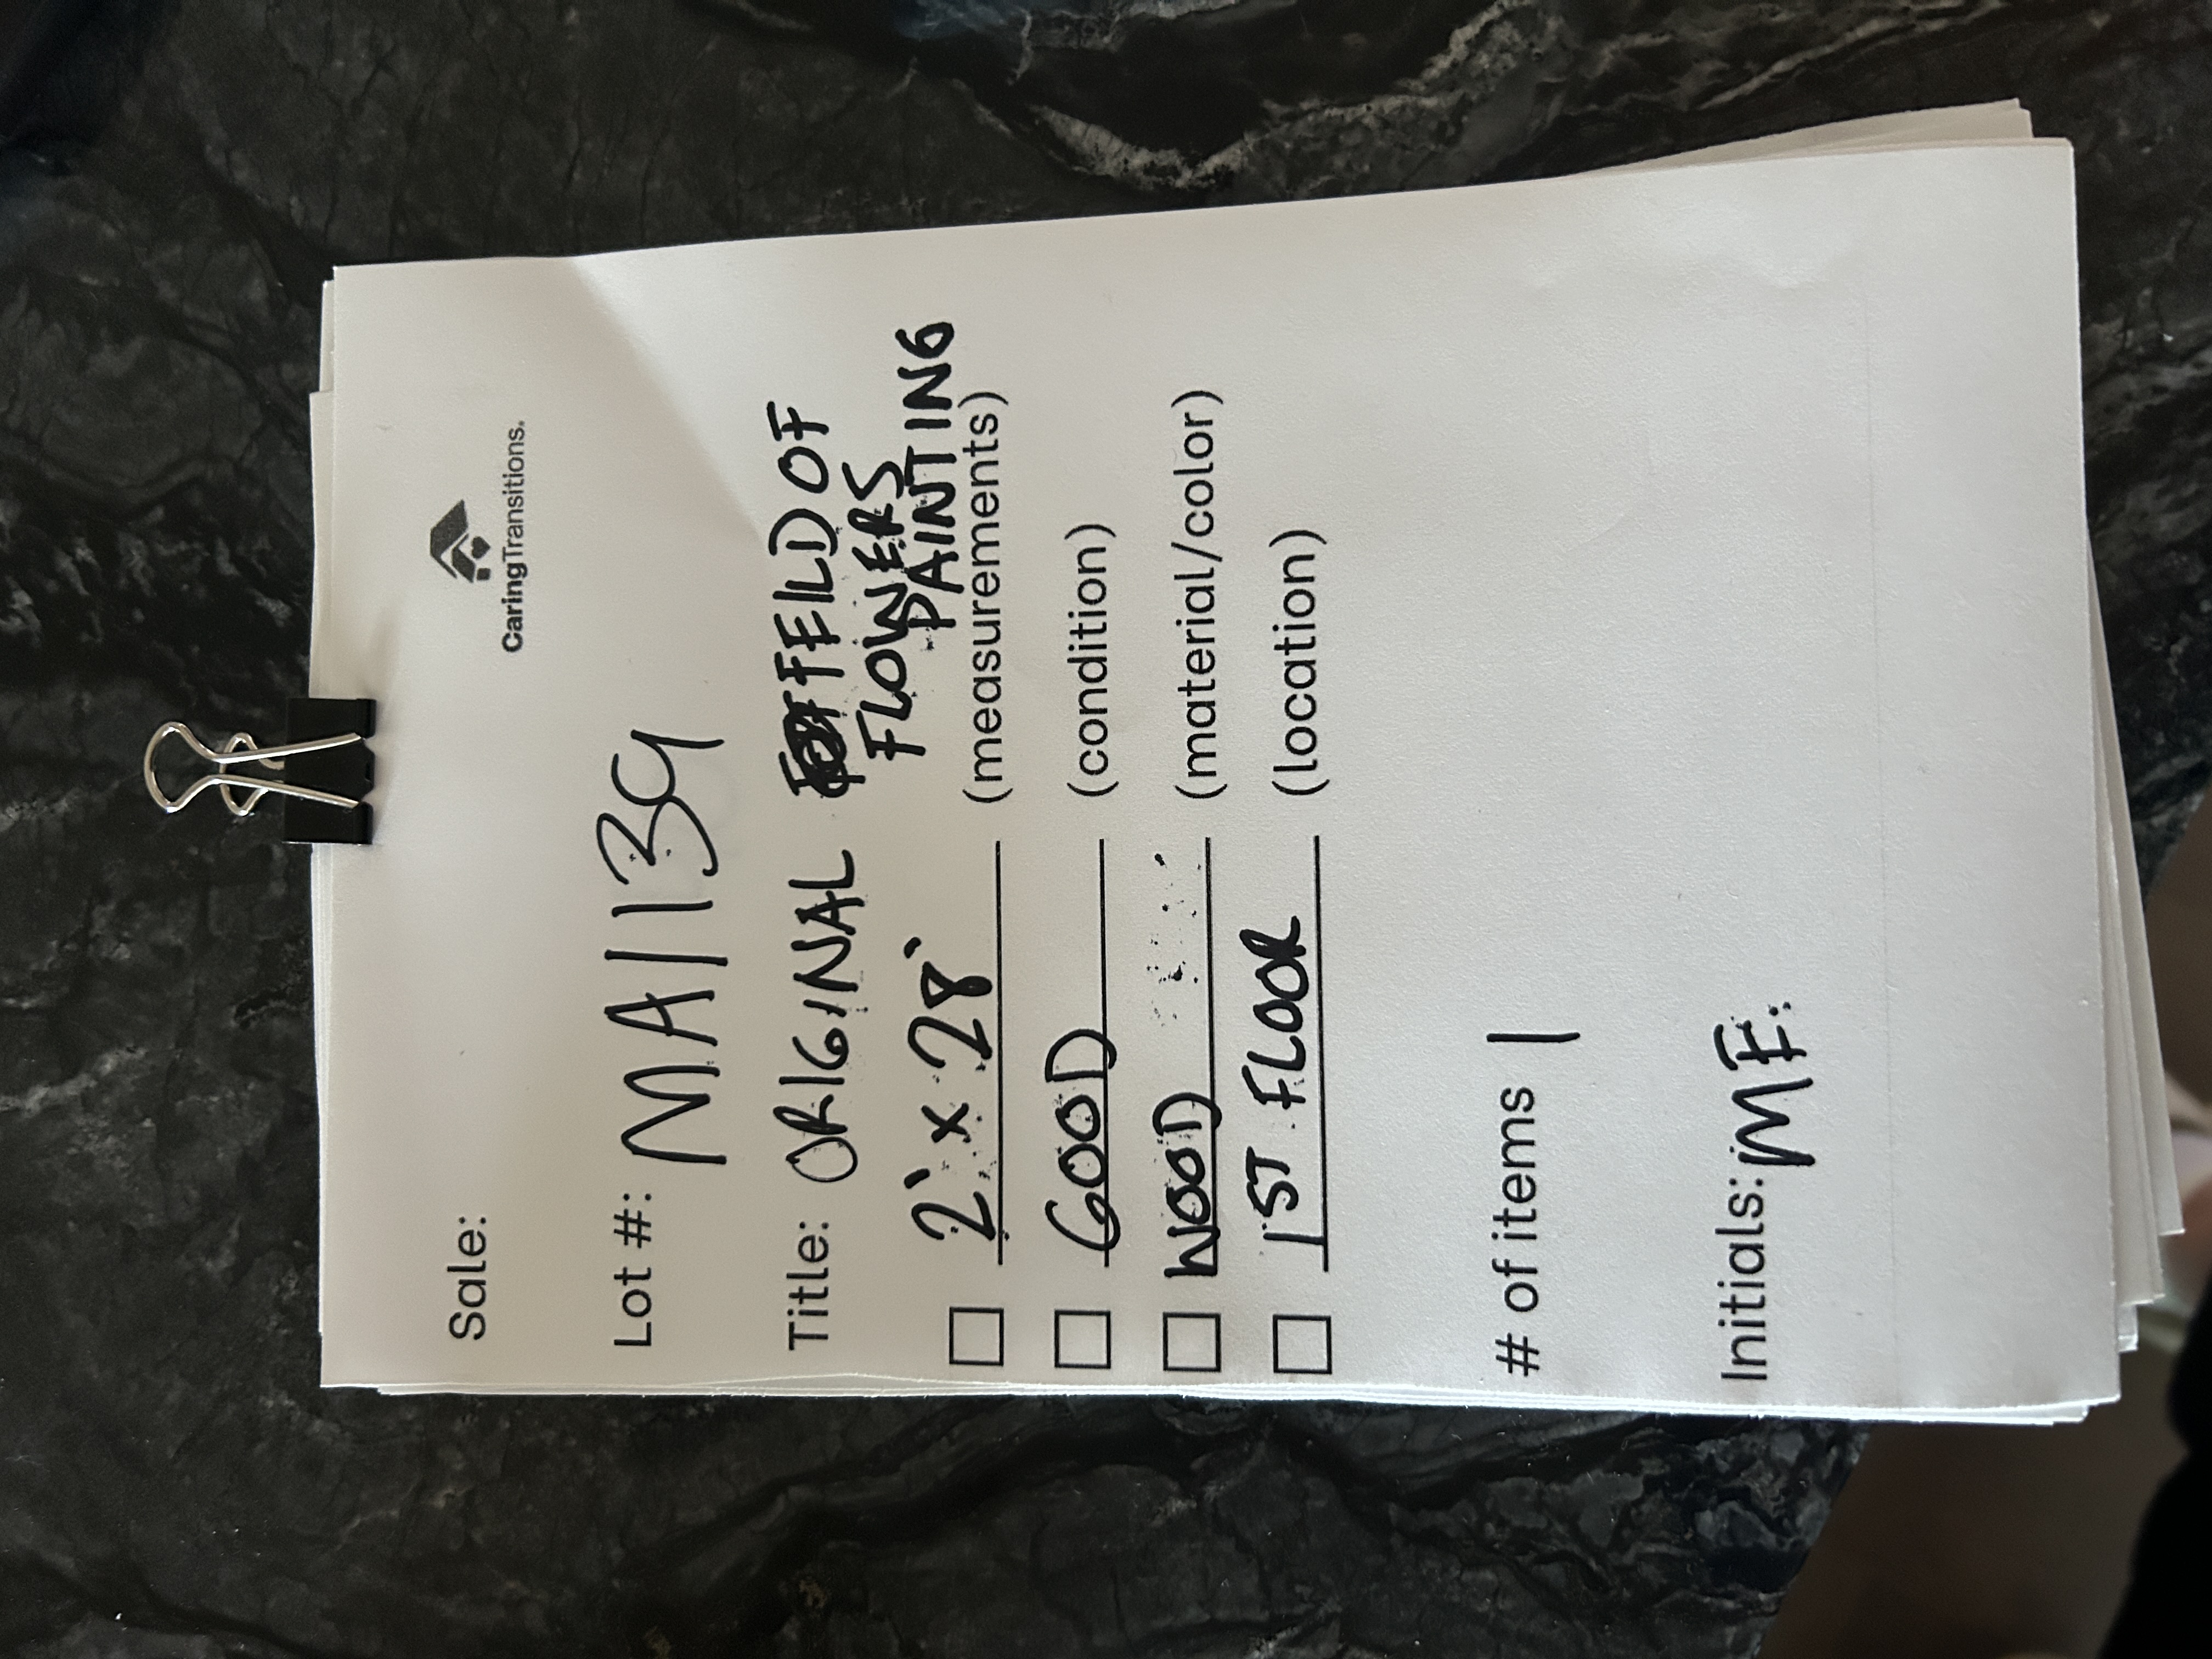 CaringTransitions.
Sale:
Lot #: MA1139
Title: ORIGINAL FEILD OF
FLOWERS
PAINTING
2' x 28' (measurements)
GOOD (condition)
WOOD (material/color)
1ST FLOOR (location)
# of items 1
Initials: MF.